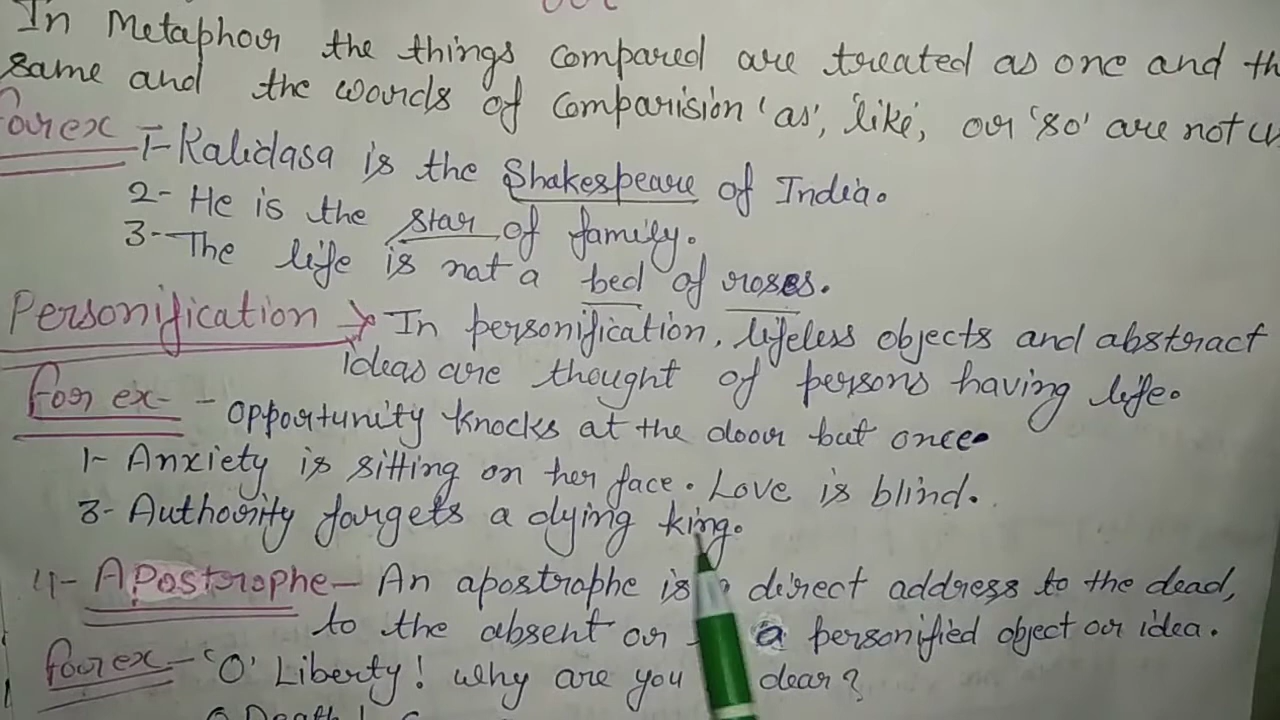 In Metaphour the things compared are treated as one and th
same and the words of Comparision 'as', 'like', or 'so' are not u
For ex 1- Kalidasa is the Shakespeare of India.
2- He is the star of family.
3- The life is not a bed of roses.
Personification → In personification, lifeless objects and abstract
ideas are thought of persons having life.
For ex- - Opportunity knocks at the door but once.
1- Anxiety is sitting on her face. Love is blind.
3- Authority forgets a dying king.
4- Apostrophe- An apostrophe is direct address to the dead,
to the absent or a personified object or idea.
For ex- 'O' Liberty! why are you dear?
O Death!